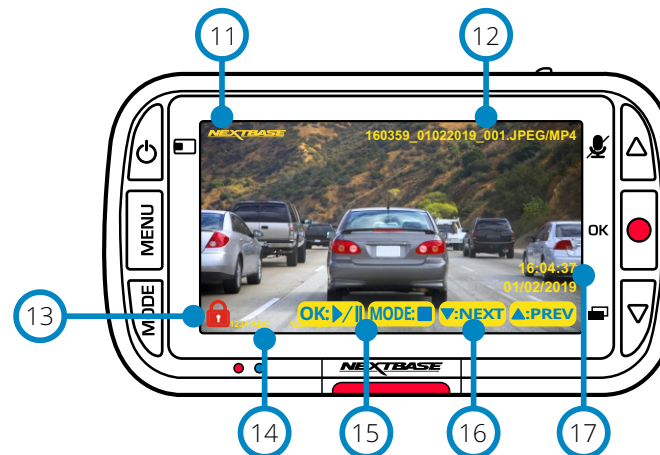 11
12
NEXTBASE
160359_01022019_001.JPEG/MP4
MENU
OK
16:04:37
01/02/2019
MODE
13
OK: ▶/II MODE: ■ ▼:NEXT ▲:PREV
NEXTBASE
14
15
16
17